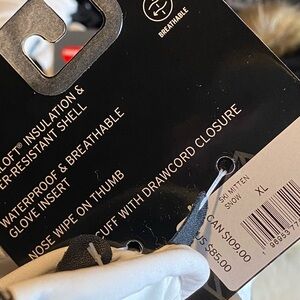 BREATHABLE
LOFT® INSULATION &
ER-RESISTANT SHELL
WATERPROOF & BREATHABLE
GLOVE INSERT
NOSE WIPE ON THUMB
CUFF WITH DRAWCORD CLOSURE
SKI MITTEN
SNOW XL
CAN $109.00
US $85.00